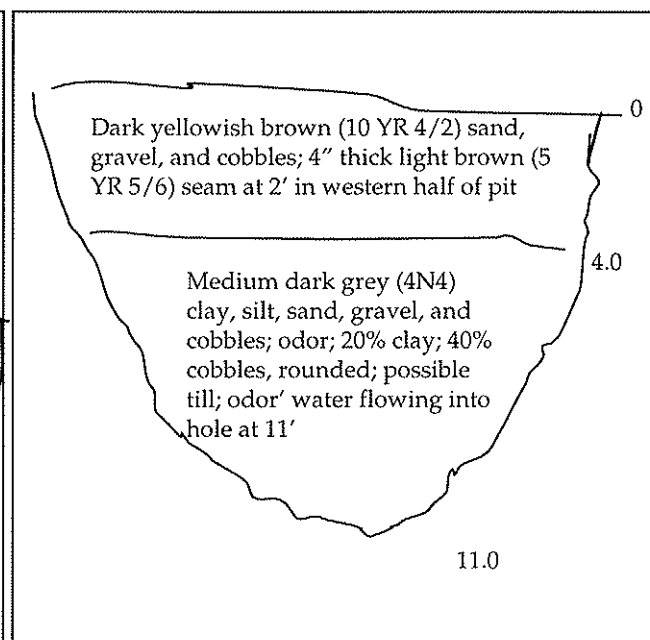 0
Dark yellowish brown (10 YR 4/2) sand,
gravel, and cobbles; 4” thick light brown (5
YR 5/6) seam at 2’ in western half of pit
4.0
Medium dark grey (4N4)
clay, silt, sand, gravel, and
cobbles; odor; 20% clay; 40%
cobbles, rounded; possible
till; odor’ water flowing into
hole at 11’
11.0